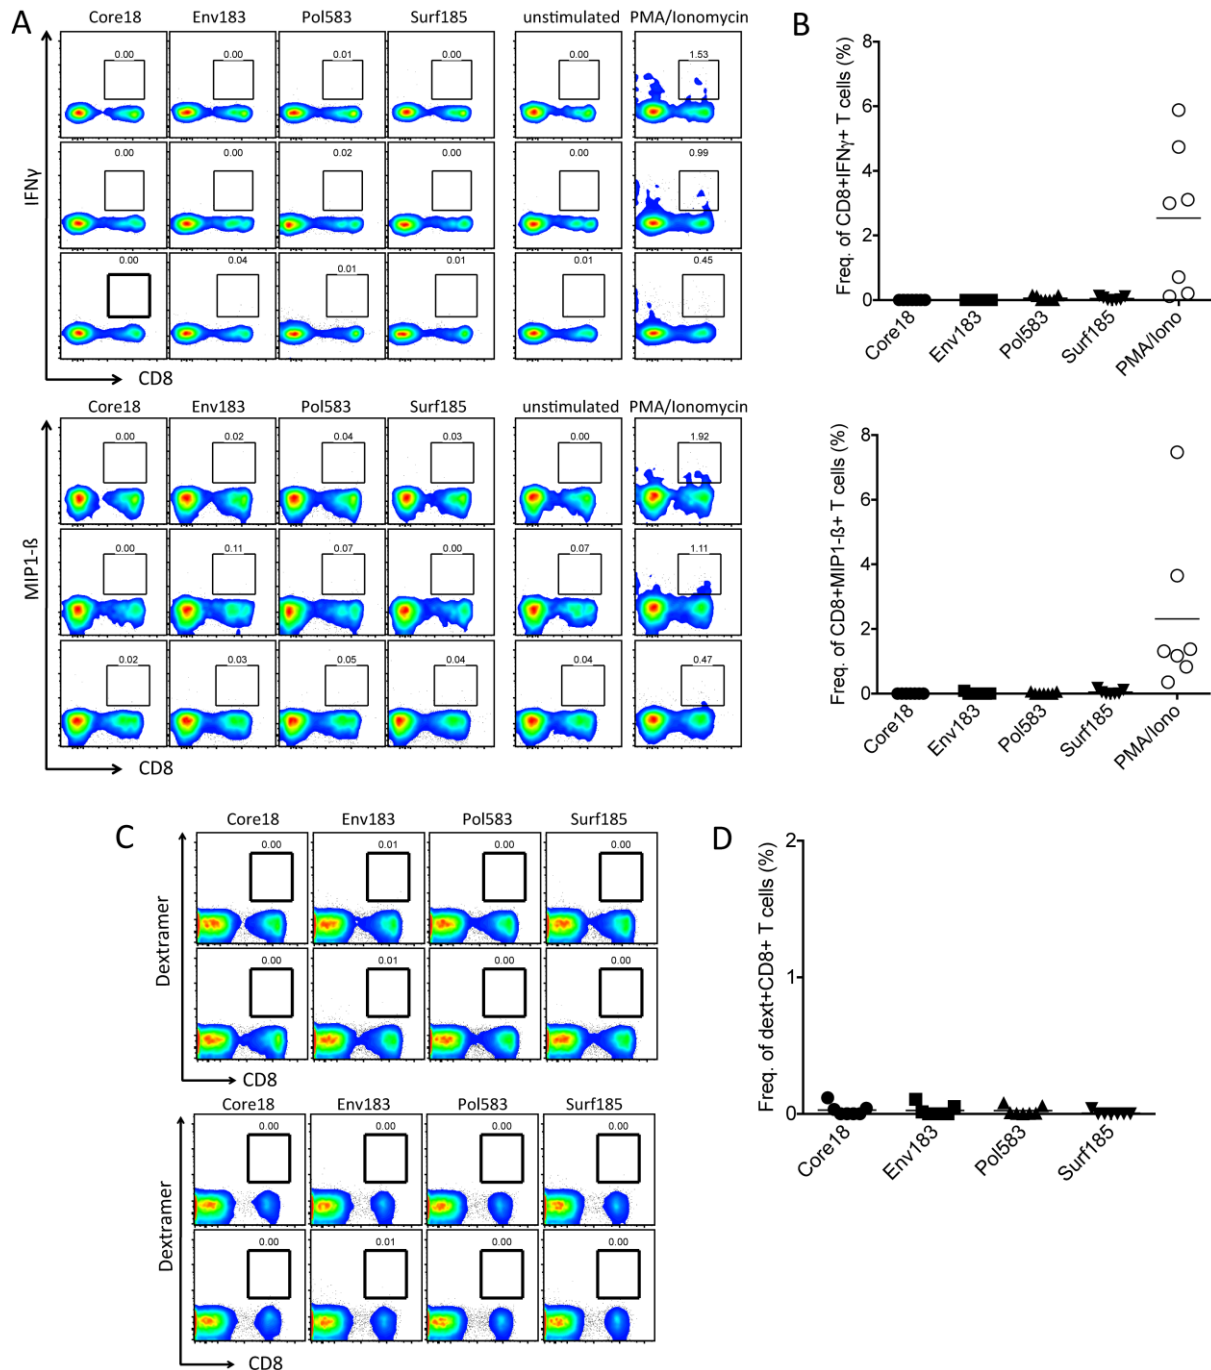 A
Core18 Env183 Pol583 Surf185 unstimulated PMA/Ionomycin
0.00 0.00 0.01 0.00 0.00 1.53
0.00 0.00 0.02 0.00 0.00 0.99
0.00 0.04 0.01 0.01 0.01 0.45
IFNγ
CD8
Core18 Env183 Pol583 Surf185 unstimulated PMA/Ionomycin
0.00 0.02 0.04 0.03 0.00 1.92
0.00 0.11 0.07 0.00 0.07 1.11
0.02 0.03 0.05 0.04 0.04 0.47
MIP1-ß
CD8
B
Freq. of CD8+IFNγ+ T cells (%)
8
6
4
2
0
Core18 Env183 Pol583 Surf185 PMA/Iono
Freq. of CD8+MIP1-ß+ T cells (%)
8
6
4
2
0
Core18 Env183 Pol583 Surf185 PMA/Iono
C
Core18 Env183 Pol583 Surf185
0.00 0.01 0.00 0.00
0.00 0.01 0.00 0.00
Dextramer
CD8
Core18 Env183 Pol583 Surf185
0.00 0.00 0.00 0.00
0.00 0.01 0.00 0.00
Dextramer
CD8
D
Freq. of dext+CD8+ T cells (%)
2
1
0
Core18 Env183 Pol583 Surf185